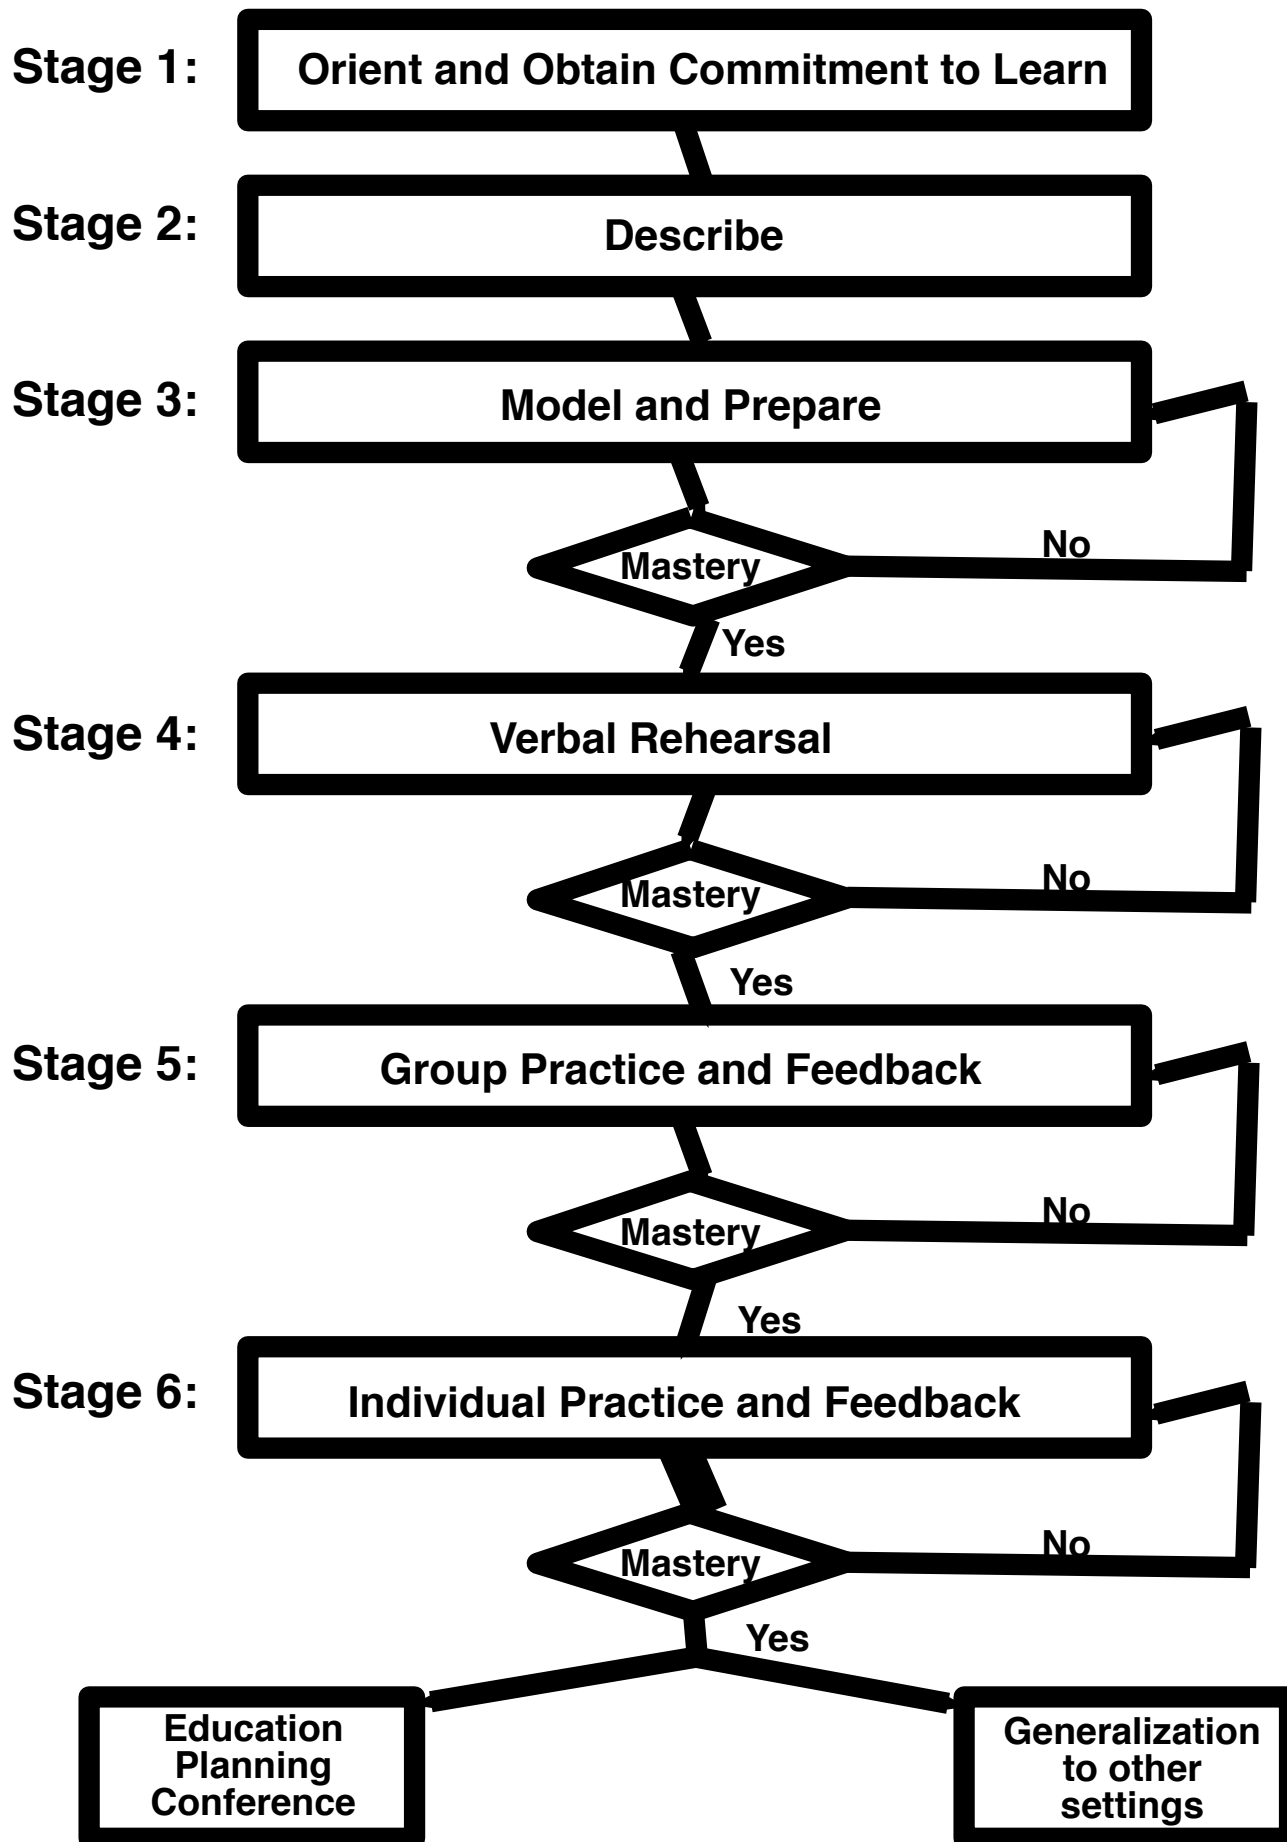 Stage 1:
Orient and Obtain Commitment to Learn
Stage 2:
Describe
Stage 3:
Model and Prepare
Mastery
No
Yes
Stage 4:
Verbal Rehearsal
Mastery
No
Yes
Stage 5:
Group Practice and Feedback
Mastery
No
Yes
Stage 6:
Individual Practice and Feedback
Mastery
No
Yes
Education
Planning
Conference
Generalization
to other
settings